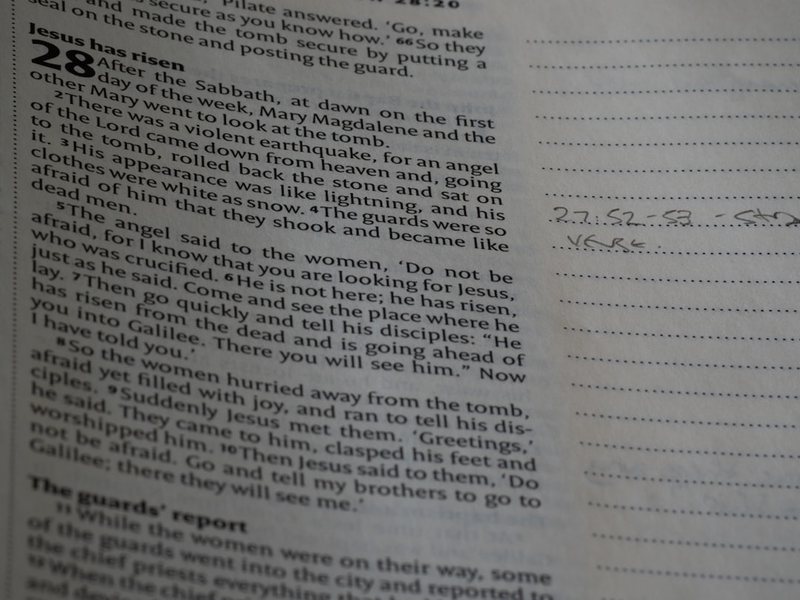 28:20
Pilate answered. ‘Go, make
secure as you know how.’ 66So they
and made the tomb secure by putting a
seal on the stone and posting the guard.
Jesus has risen
28 After the Sabbath, at dawn on the first
day of the week, Mary Magdalene and the
other Mary went to look at the tomb.
2There was a violent earthquake, for an angel
of the Lord came down from heaven and, going
to the tomb, rolled back the stone and sat on
it. 3His appearance was like lightning, and his
clothes were white as snow. 4The guards were so
afraid of him that they shook and became like
dead men.
5The angel said to the women, ‘Do not be
afraid, for I know that you are looking for Jesus,
who was crucified. 6He is not here; he has risen,
just as he said. Come and see the place where he
lay. 7Then go quickly and tell his disciples: “He
has risen from the dead and is going ahead of
you into Galilee. There you will see him.” Now
I have told you.’
8So the women hurried away from the tomb,
afraid yet filled with joy, and ran to tell his dis-
ciples. 9Suddenly Jesus met them. ‘Greetings,’
he said. They came to him, clasped his feet and
worshipped him. 10Then Jesus said to them, ‘Do
not be afraid. Go and tell my brothers to go to
Galilee; there they will see me.’
The guards’ report
11While the women were on their way, some
of the guards went into the city and reported to
the chief priests everything that
12When the chief
and
27:52-53 -